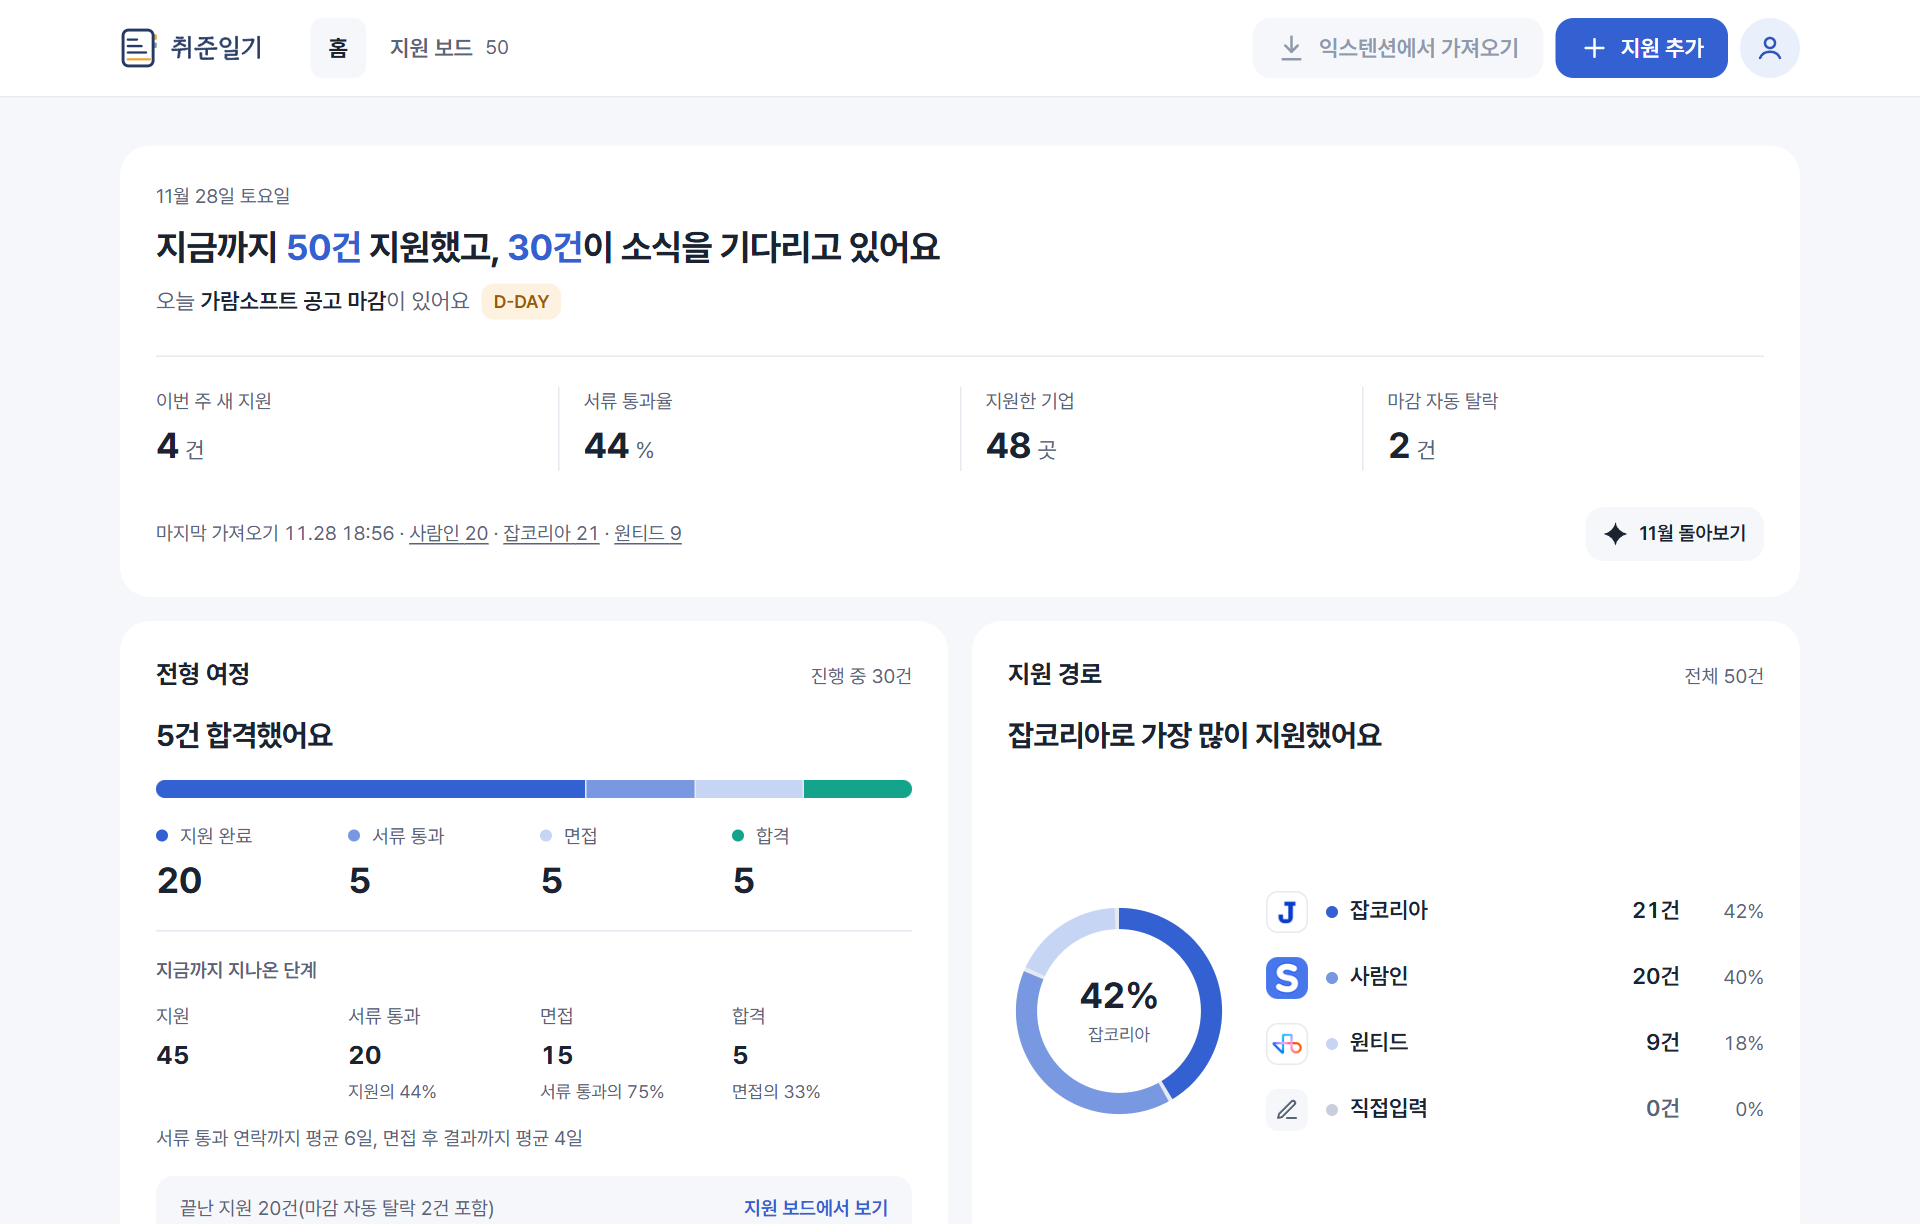 취준일기
홈
지원 보드 50
익스텐션에서 가져오기
지원 추가
11월 28일 토요일
지금까지 50건 지원했고, 30건이 소식을 기다리고 있어요
오늘 가람소프트 공고 마감이 있어요 D-DAY
이번 주 새 지원
4 건
서류 통과율
44 %
지원한 기업
48 곳
마감 자동 탈락
2 건
마지막 가져오기 11.28 18:56 · 사람인 20 · 잡코리아 21 · 원티드 9
11월 돌아보기
전형 여정
진행 중 30건
5건 합격했어요
지원 완료
20
서류 통과
5
면접
5
합격
5
지금까지 지나온 단계
지원
45
서류 통과
20
지원의 44%
면접
15
서류 통과의 75%
합격
5
면접의 33%
서류 통과 연락까지 평균 6일, 면접 후 결과까지 평균 4일
끝난 지원 20건(마감 자동 탈락 2건 포함)
지원 보드에서 보기
지원 경로
전체 50건
잡코리아로 가장 많이 지원했어요
42%
잡코리아
J 잡코리아 21건 42%
S 사람인 20건 40%
원티드 9건 18%
직접입력 0건 0%